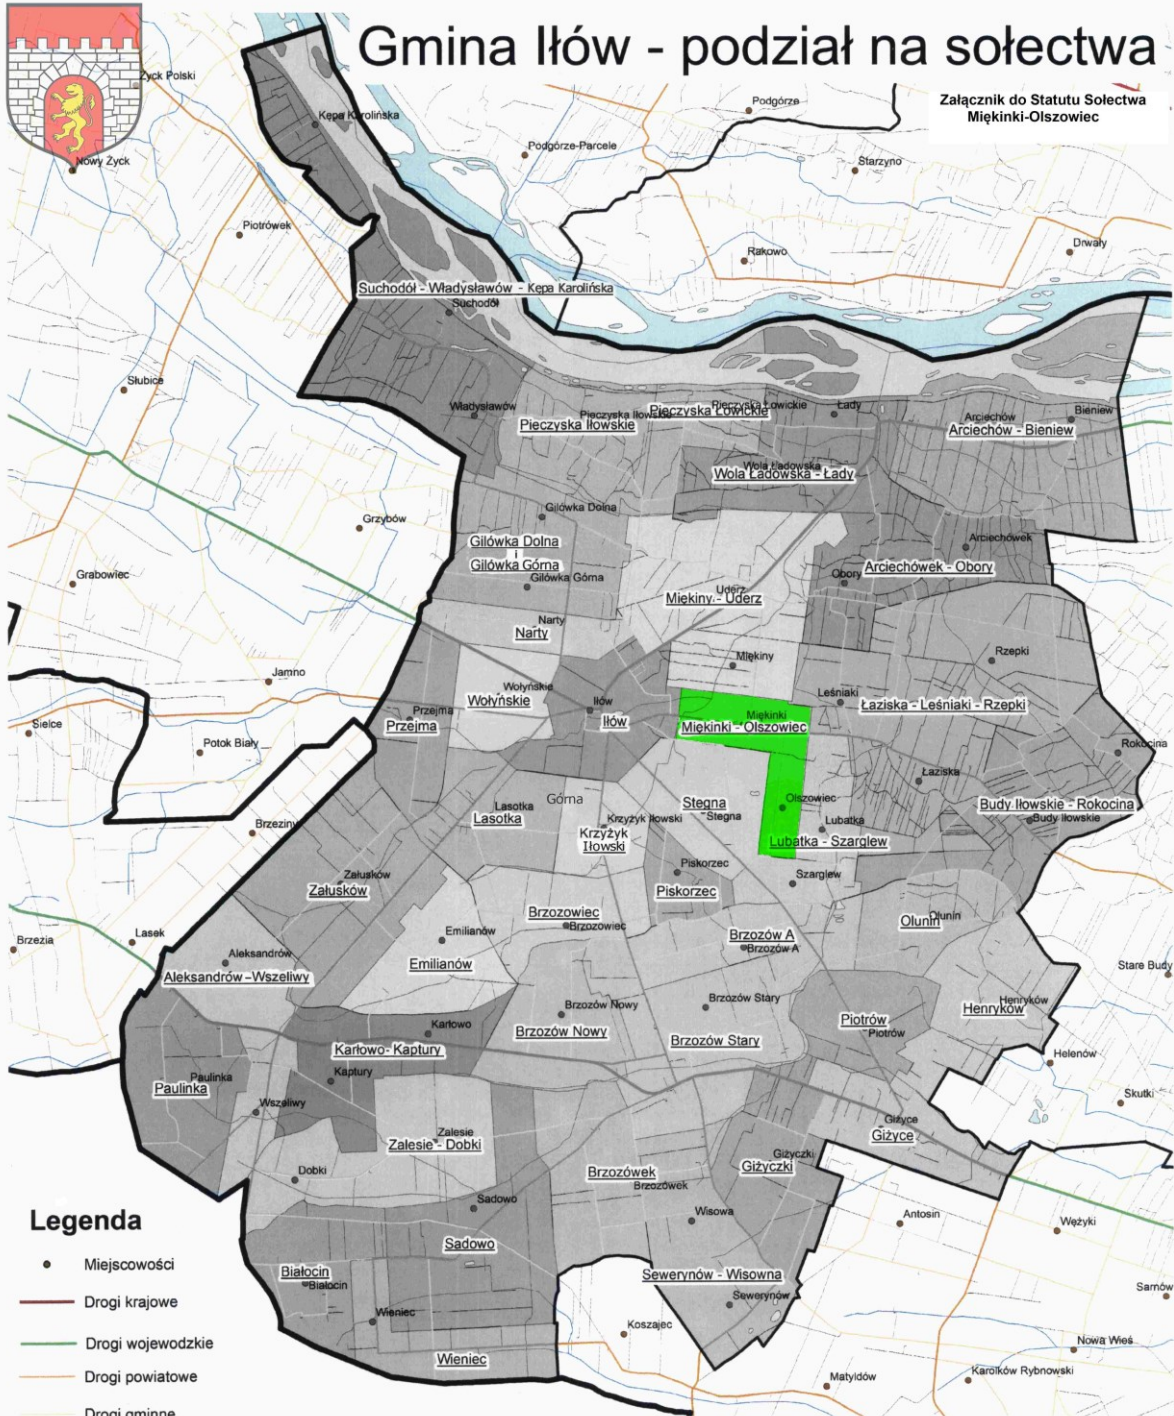 Gmina Iłów - podział na sołectwa
Załącznik do Statutu Sołectwa
Miękinki-Olszowiec
Życk Polski
Nowy Życk
Kępa Karolińska
Podgórze
Podgórze-Parcele
Starzyno
Piotrówek
Rakowo
Drwały
Suchodół - Władysławów - Kępa Karolińska
Suchodół
Słubice
Władysławów
Pieczyska Iłowskie
Pieczyska Iłowskie
Pieczyska Łowickie
Pieczyska Łowickie
Łady
Arciechów
Bieniew
Arciechów - Bieniew
Wola Ładowska
Wola Ładowska - Łady
Grzybów
Gilówka Dolna
Gilówka Dolna
i
Gilówka Górna
Gilówka Górna
Arciechówek
Arciechówek - Obory
Obory
Grabowiec
Uderz
Miękiny - Uderz
Narty
Narty
Miękiny
Rzepki
Jamno
Wołyńskie
Wołyńskie
Leśniaki
Łaziska - Leśniaki - Rzepki
Iłów
Iłów
Przejma
Przejma
Miękinki
Miękinki - Olszowiec
Sielce
Potok Biały
Rokocina
Łaziska
Górna
Lasotka
Lasotka
Stegna
Stegna
Olszowiec
Budy Iłowskie - Rokocina
Budy Iłowskie
Krzyżyk Iłowski
Krzyżyk
Iłowski
Lubatka
Lubatka - Szarglew
Brzeziny
Załusków
Załusków
Piskorzec
Piskorzec
Szarglew
Brzozowiec
Brzozowiec
Olunin
Olunin
Emilianów
Emilianów
Brzozów A
Brzozów A
Brzezia
Lasek
Aleksandrów
Aleksandrów - Wszeliwy
Stare Budy
Brzozów Nowy
Brzozów Nowy
Brzozów Stary
Brzozów Stary
Henryków
Henryków
Piotrów
Piotrów
Karłowo
Karłowo - Kaptury
Kaptury
Helenów
Paulinka
Paulinka
Skutki
Wszeliwy
Zalesie
Zalesie - Dobki
Giżyce
Giżyce
Dobki
Brzozówek
Brzozówek
Giżyczki
Giżyczki
Sadowo
Sadowo
Wisowa
Antosin
Wężyki
Legenda
Miejscowości
Drogi krajowe
Drogi wojewodzkie
Drogi powiatowe
Drogi gminne
Białocin
Białocin
Sewerynów - Wisowna
Sewerynów
Sarnów
Wieniec
Wieniec
Koszajec
Nowa Wieś
Matyldów
Karolków Rybnowski